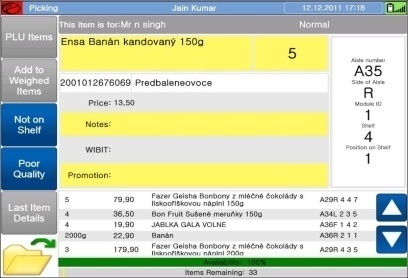 Picking Jain Kumar 12.12.2011 17:18
PLU Items
This item is for:Mr n singh Normal
Ensa Banán kandovaný 150g
5
2001012676069 Predbaleneovoce
Price: 13,50
Notes:
WIBIT:
Promotion:
Add to
Weighed
Items
Not on
Shelf
Poor
Quality
Last Item
Details
Aisle number
A35
Side of Aisle
R
Module ID
1
Shelf
4
Position on Shelf
1
5 79,90 Fazer Geisha Bonbony z mléčné čokolády s
lískooříškovou náplní 150g A29R 4 4 7
4 36,50 Bon Fruit Sušené meruňky 150g A34L 2 3 5
4 19,90 JABLKA GALA VOLNE A36F 1 4 2
2000g 22,90 Banán A36R 2 1 1
3 179,90 Fazer Geisha Bonbony z mléčné čokolády s
lískooříškovou náplní 200g A29R 4 3 5
Availability: 100%
Items Remaining: 33